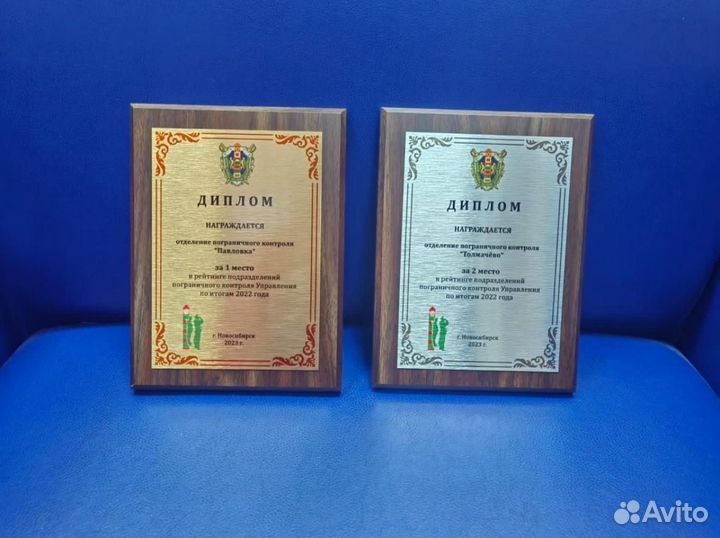 ДИПЛОМ
НАГРАЖДАЕТСЯ
отделение пограничного контроля
"Павловка"
за 1 место
в рейтинге подразделений
пограничного контроля Управления
по итогам 2022 года
г. Новосибирск
2023 г.
ДИПЛОМ
НАГРАЖДАЕТСЯ
отделение пограничного контроля
"Толмачёво"
за 2 место
в рейтинге подразделений
пограничного контроля Управления
по итогам 2022 года
г. Новосибирск
2023 г.
Avito